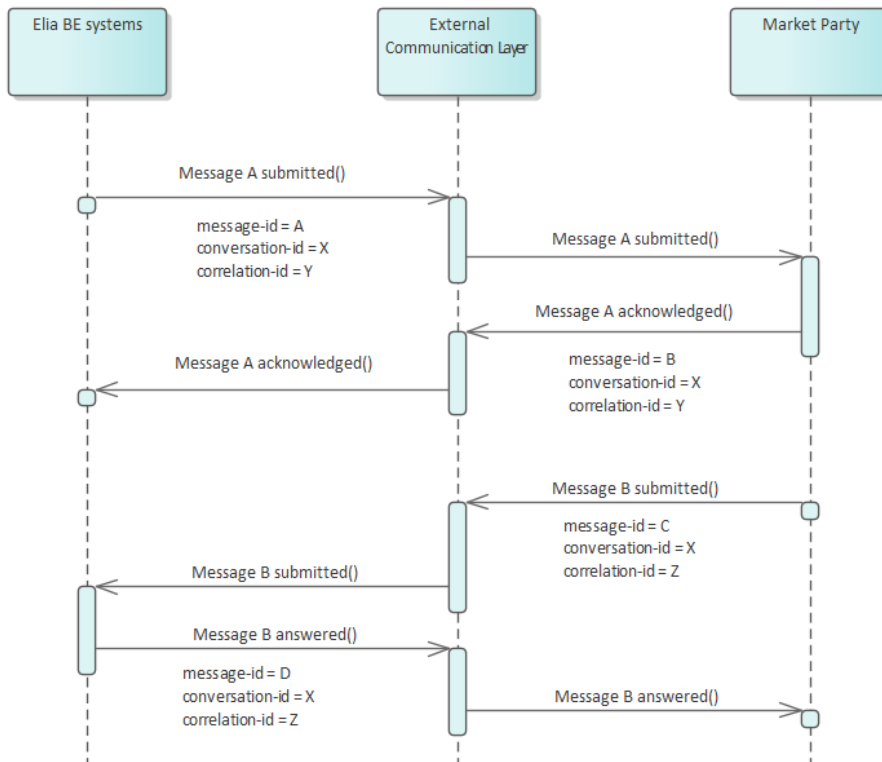 Elia BE systems
External
Communication Layer
Market Party
Message A submitted()
message-id = A
conversation-id = X
correlation-id = Y
Message A submitted()
Message A acknowledged()
message-id = B
conversation-id = X
correlation-id = Y
Message A acknowledged()
Message B submitted()
message-id = C
conversation-id = X
correlation-id = Z
Message B submitted()
Message B answered()
message-id = D
conversation-id = X
correlation-id = Z
Message B answered()